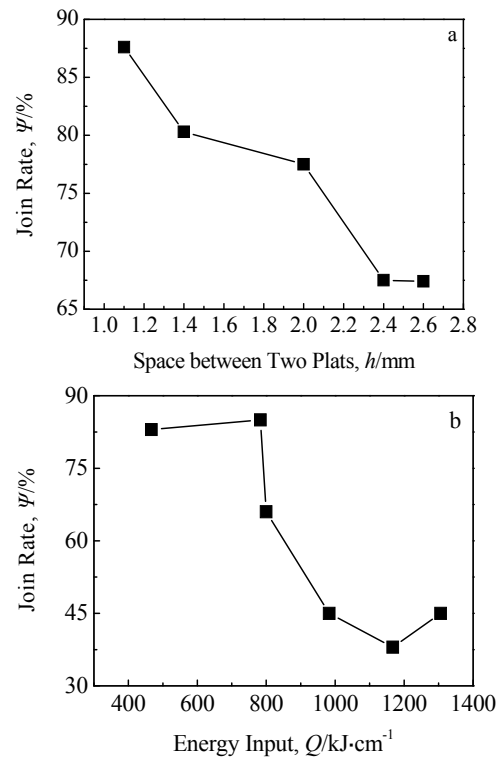 a
90
85
80
75
70
65
Join Rate, Ψ/%
1.0 1.2 1.4 1.6 1.8 2.0 2.2 2.4 2.6 2.8
Space between Two Plats, h/mm
b
90
75
60
45
30
Join Rate, Ψ/%
400 600 800 1000 1200 1400
Energy Input, Q/kJ·cm⁻¹